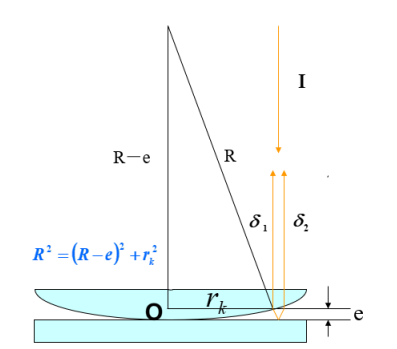 I
R－e
R
δ₁
δ₂
R² =(R－e)² + rₖ²
rₖ
O
e